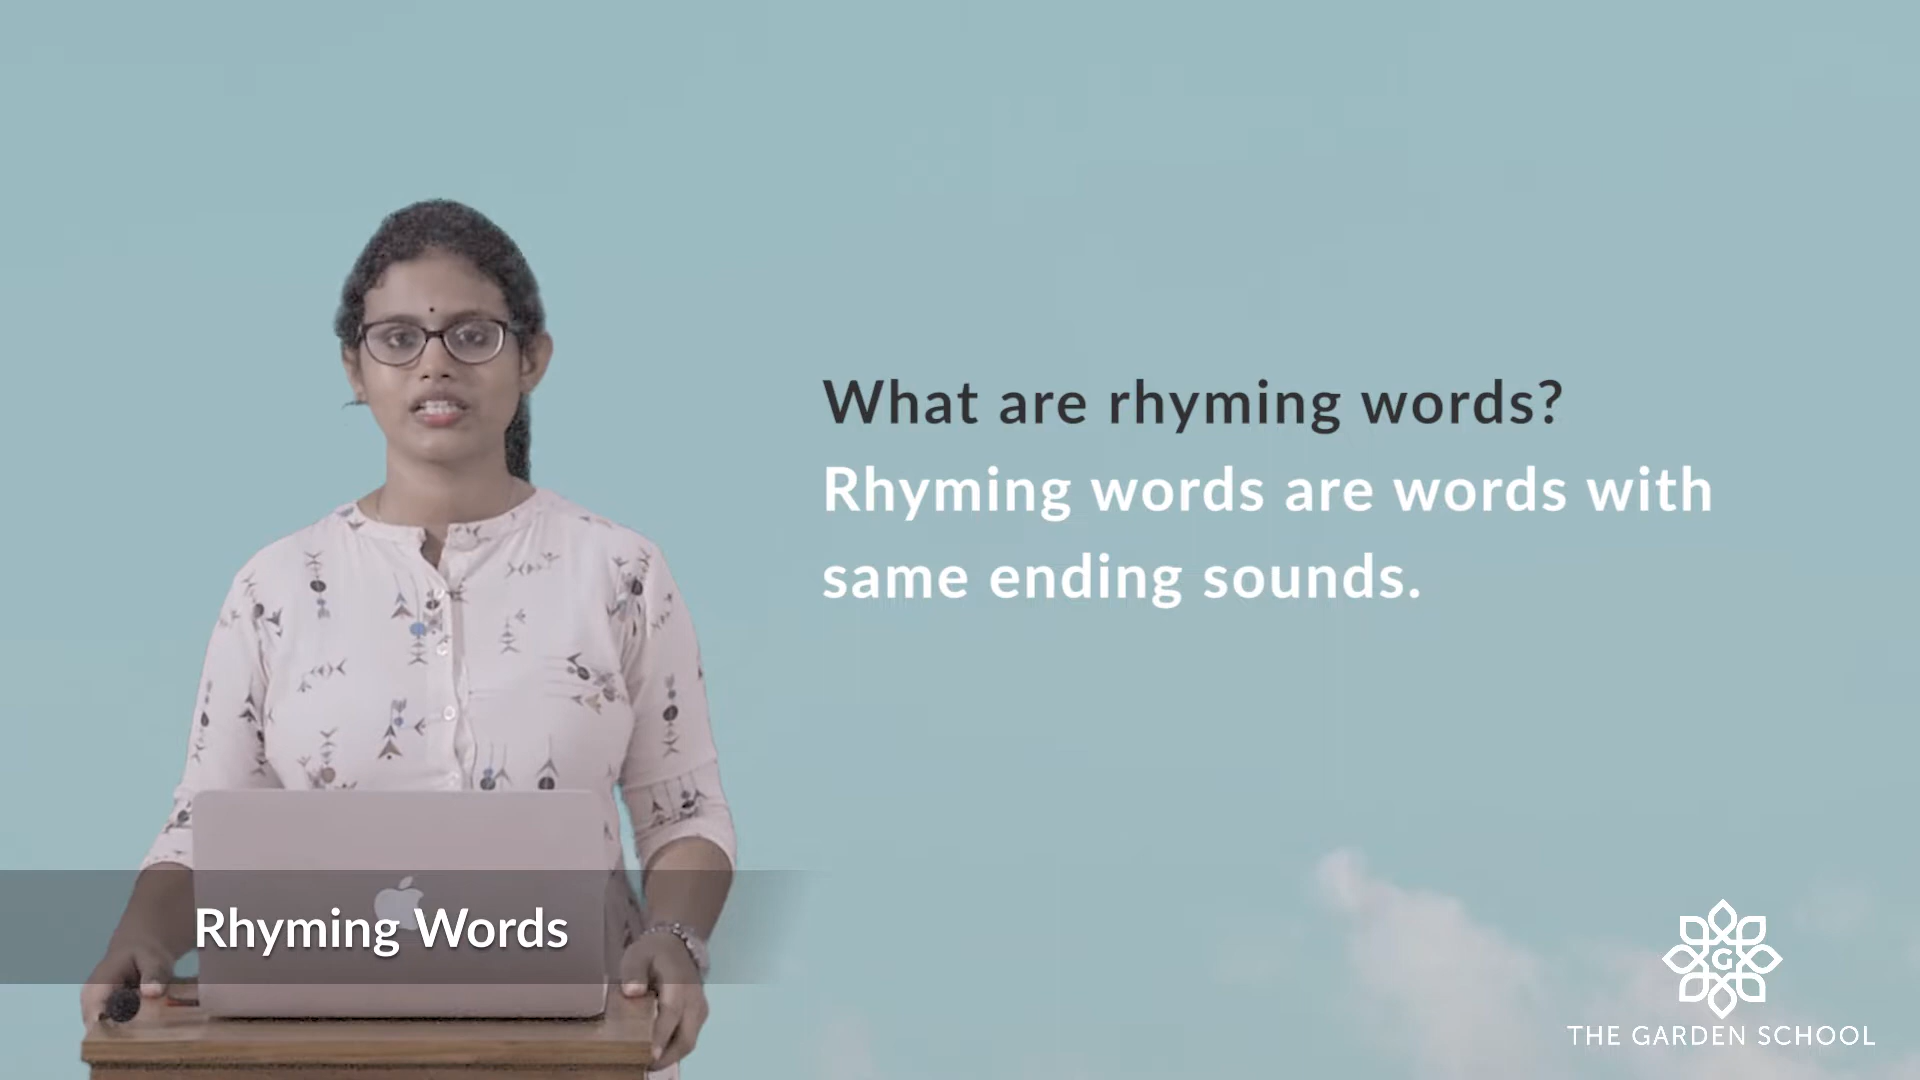 What are rhyming words?
Rhyming words are words with
same ending sounds.
Rhyming Words
G
THE GARDEN SCHOOL